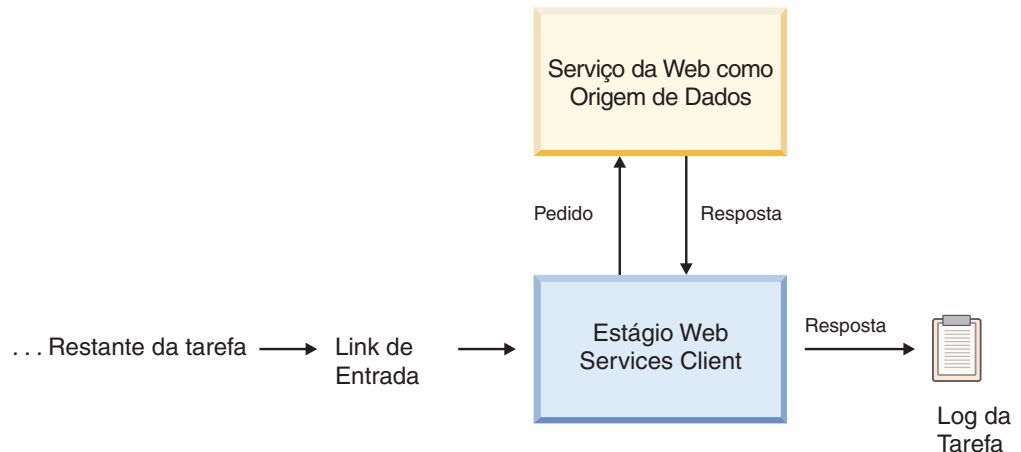 Serviço da Web como
Origem de Dados
Pedido
Resposta
. . . Restante da tarefa
Link de
Entrada
Estágio Web
Services Client
Resposta
Log da
Tarefa